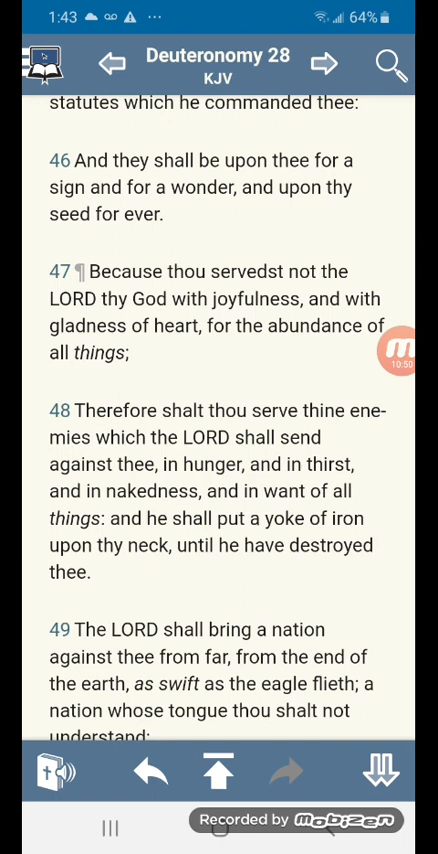 1:43 64%
Deuteronomy 28
KJV
statutes which he commanded thee:
46 And they shall be upon thee for a
sign and for a wonder, and upon thy
seed for ever.
47 ¶ Because thou servedst not the
LORD thy God with joyfulness, and with
gladness of heart, for the abundance of
all things;
10:50
48 Therefore shalt thou serve thine ene-
mies which the LORD shall send
against thee, in hunger, and in thirst,
and in nakedness, and in want of all
things: and he shall put a yoke of iron
upon thy neck, until he have destroyed
thee.
49 The LORD shall bring a nation
against thee from far, from the end of
the earth, as swift as the eagle flieth; a
nation whose tongue thou shalt not
understand;
Recorded by mobizen